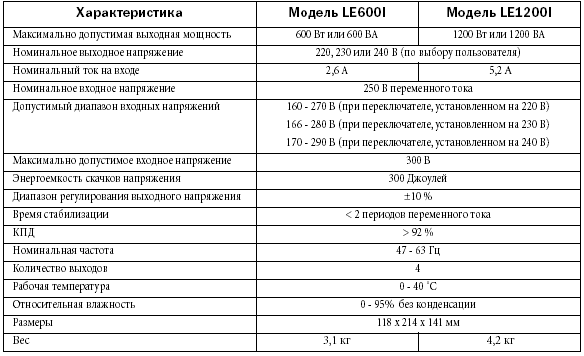 Характеристика Модель LE600I Модель LE1200I
Максимально допустимая выходная мощность 600 Вт или 600 ВА 1200 Вт или 1200 ВА
Номинальное выходное напряжение 220, 230 или 240 В (по выбору пользователя)
Номинальный ток на входе 2,6 А 5,2 А
Номинальное входное напряжение 250 В переменного тока
Допустимый диапазон входных напряжений 160 - 270 В (при переключателе, установленном на 220 В)
166 - 280 В (при переключателе, установленном на 230 В)
170 - 290 В (при переключателе, установленном на 240 В)
Максимально допустимое входное напряжение 300 В
Энергоемкость скачков напряжения 300 Джоулей
Диапазон регулирования выходного напряжения ±10 %
Время стабилизации < 2 периодов переменного тока
КПД > 92 %
Номинальная частота 47 - 63 Гц
Количество выходов 4
Рабочая температура 0 - 40 °C
Относительная влажность 0 - 95% без конденсации
Размеры 118 x 214 x 141 мм
Вес 3,1 кг 4,2 кг